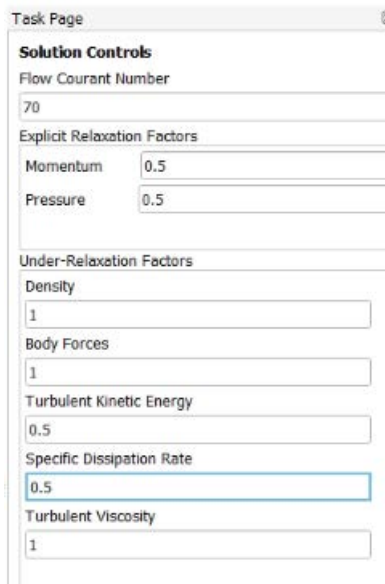 Task Page
Solution Controls
Flow Courant Number
70
Explicit Relaxation Factors
Momentum 0.5
Pressure 0.5
Under-Relaxation Factors
Density
1
Body Forces
1
Turbulent Kinetic Energy
0.5
Specific Dissipation Rate
0.5
Turbulent Viscosity
1